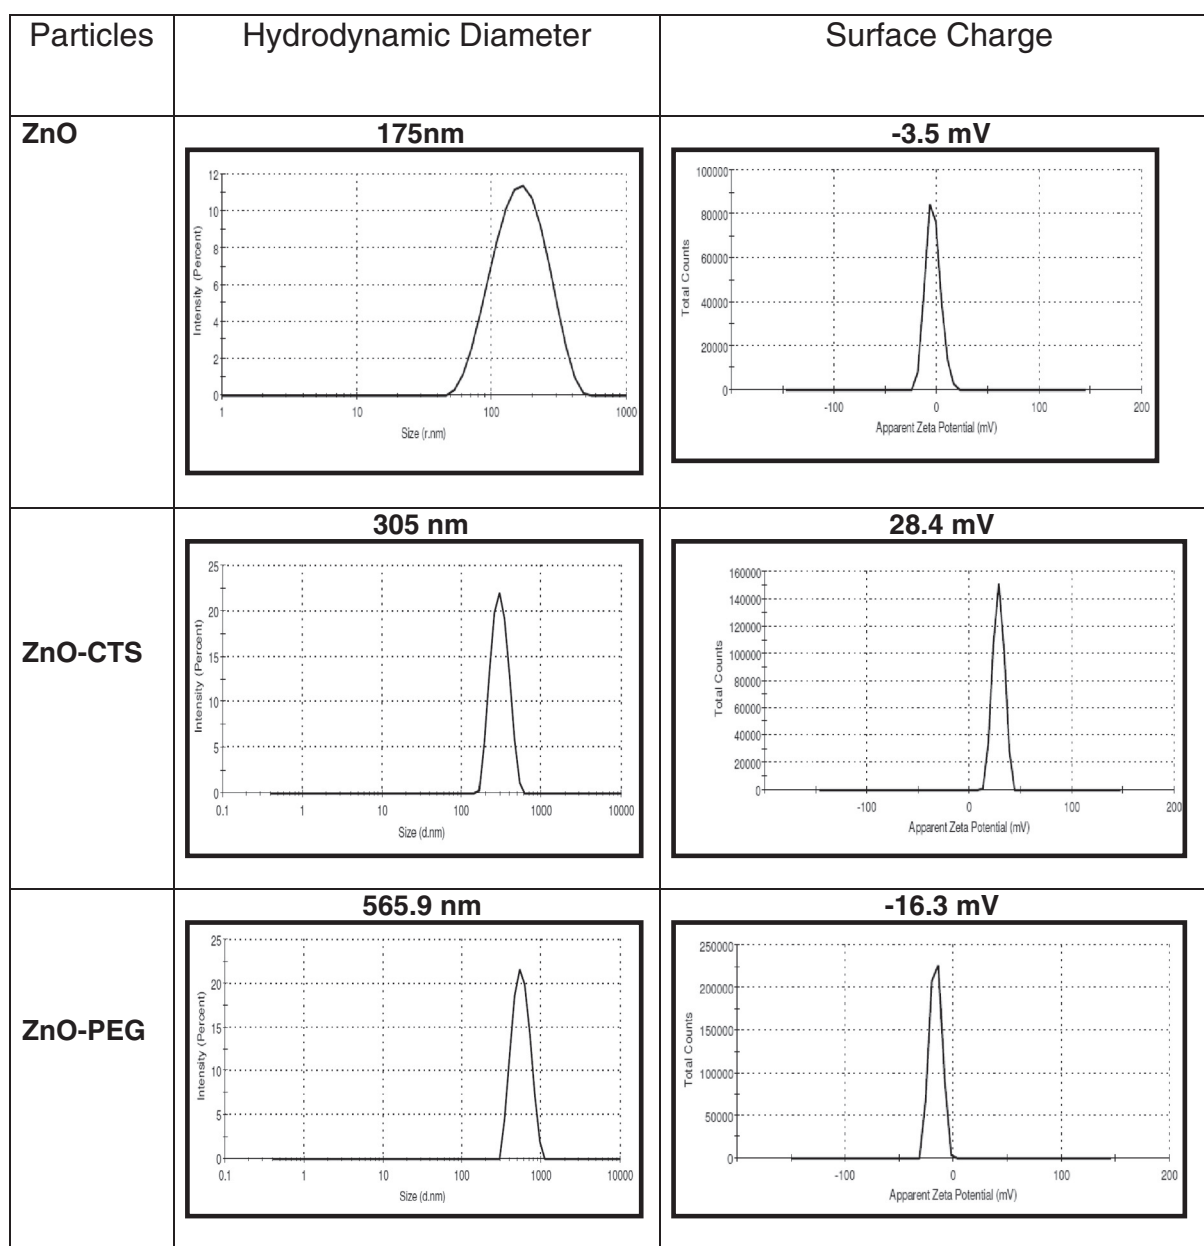 Particles
Hydrodynamic Diameter
Surface Charge
ZnO
175nm
12
10
8
6
4
2
0
Intensity (Percent)
1
10
100
1000
Size (r.nm)
-3.5 mV
100000
80000
60000
40000
20000
0
Total Counts
-100
0
100
200
Apparent Zeta Potential (mV)
ZnO-CTS
305 nm
25
20
15
10
5
0
Intensity (Percent)
0.1
1
10
100
1000
10000
Size (d.nm)
28.4 mV
160000
140000
120000
100000
80000
60000
40000
20000
0
Total Counts
-100
0
100
200
Apparent Zeta Potential (mV)
ZnO-PEG
565.9 nm
25
20
15
10
5
0
Intensity (Percent)
0.1
1
10
100
1000
10000
Size (d.nm)
-16.3 mV
250000
200000
150000
100000
50000
0
Total Counts
-100
0
100
200
Apparent Zeta Potential (mV)